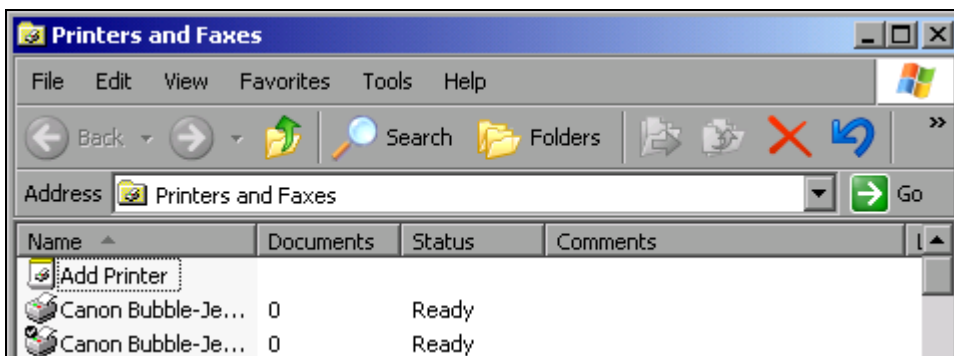 Printers and Faxes
File Edit View Favorites Tools Help
Back Search Folders »
Address Printers and Faxes Go
Name Documents Status Comments
Add Printer
Canon Bubble-Je... 0 Ready
Canon Bubble-Je... 0 Ready